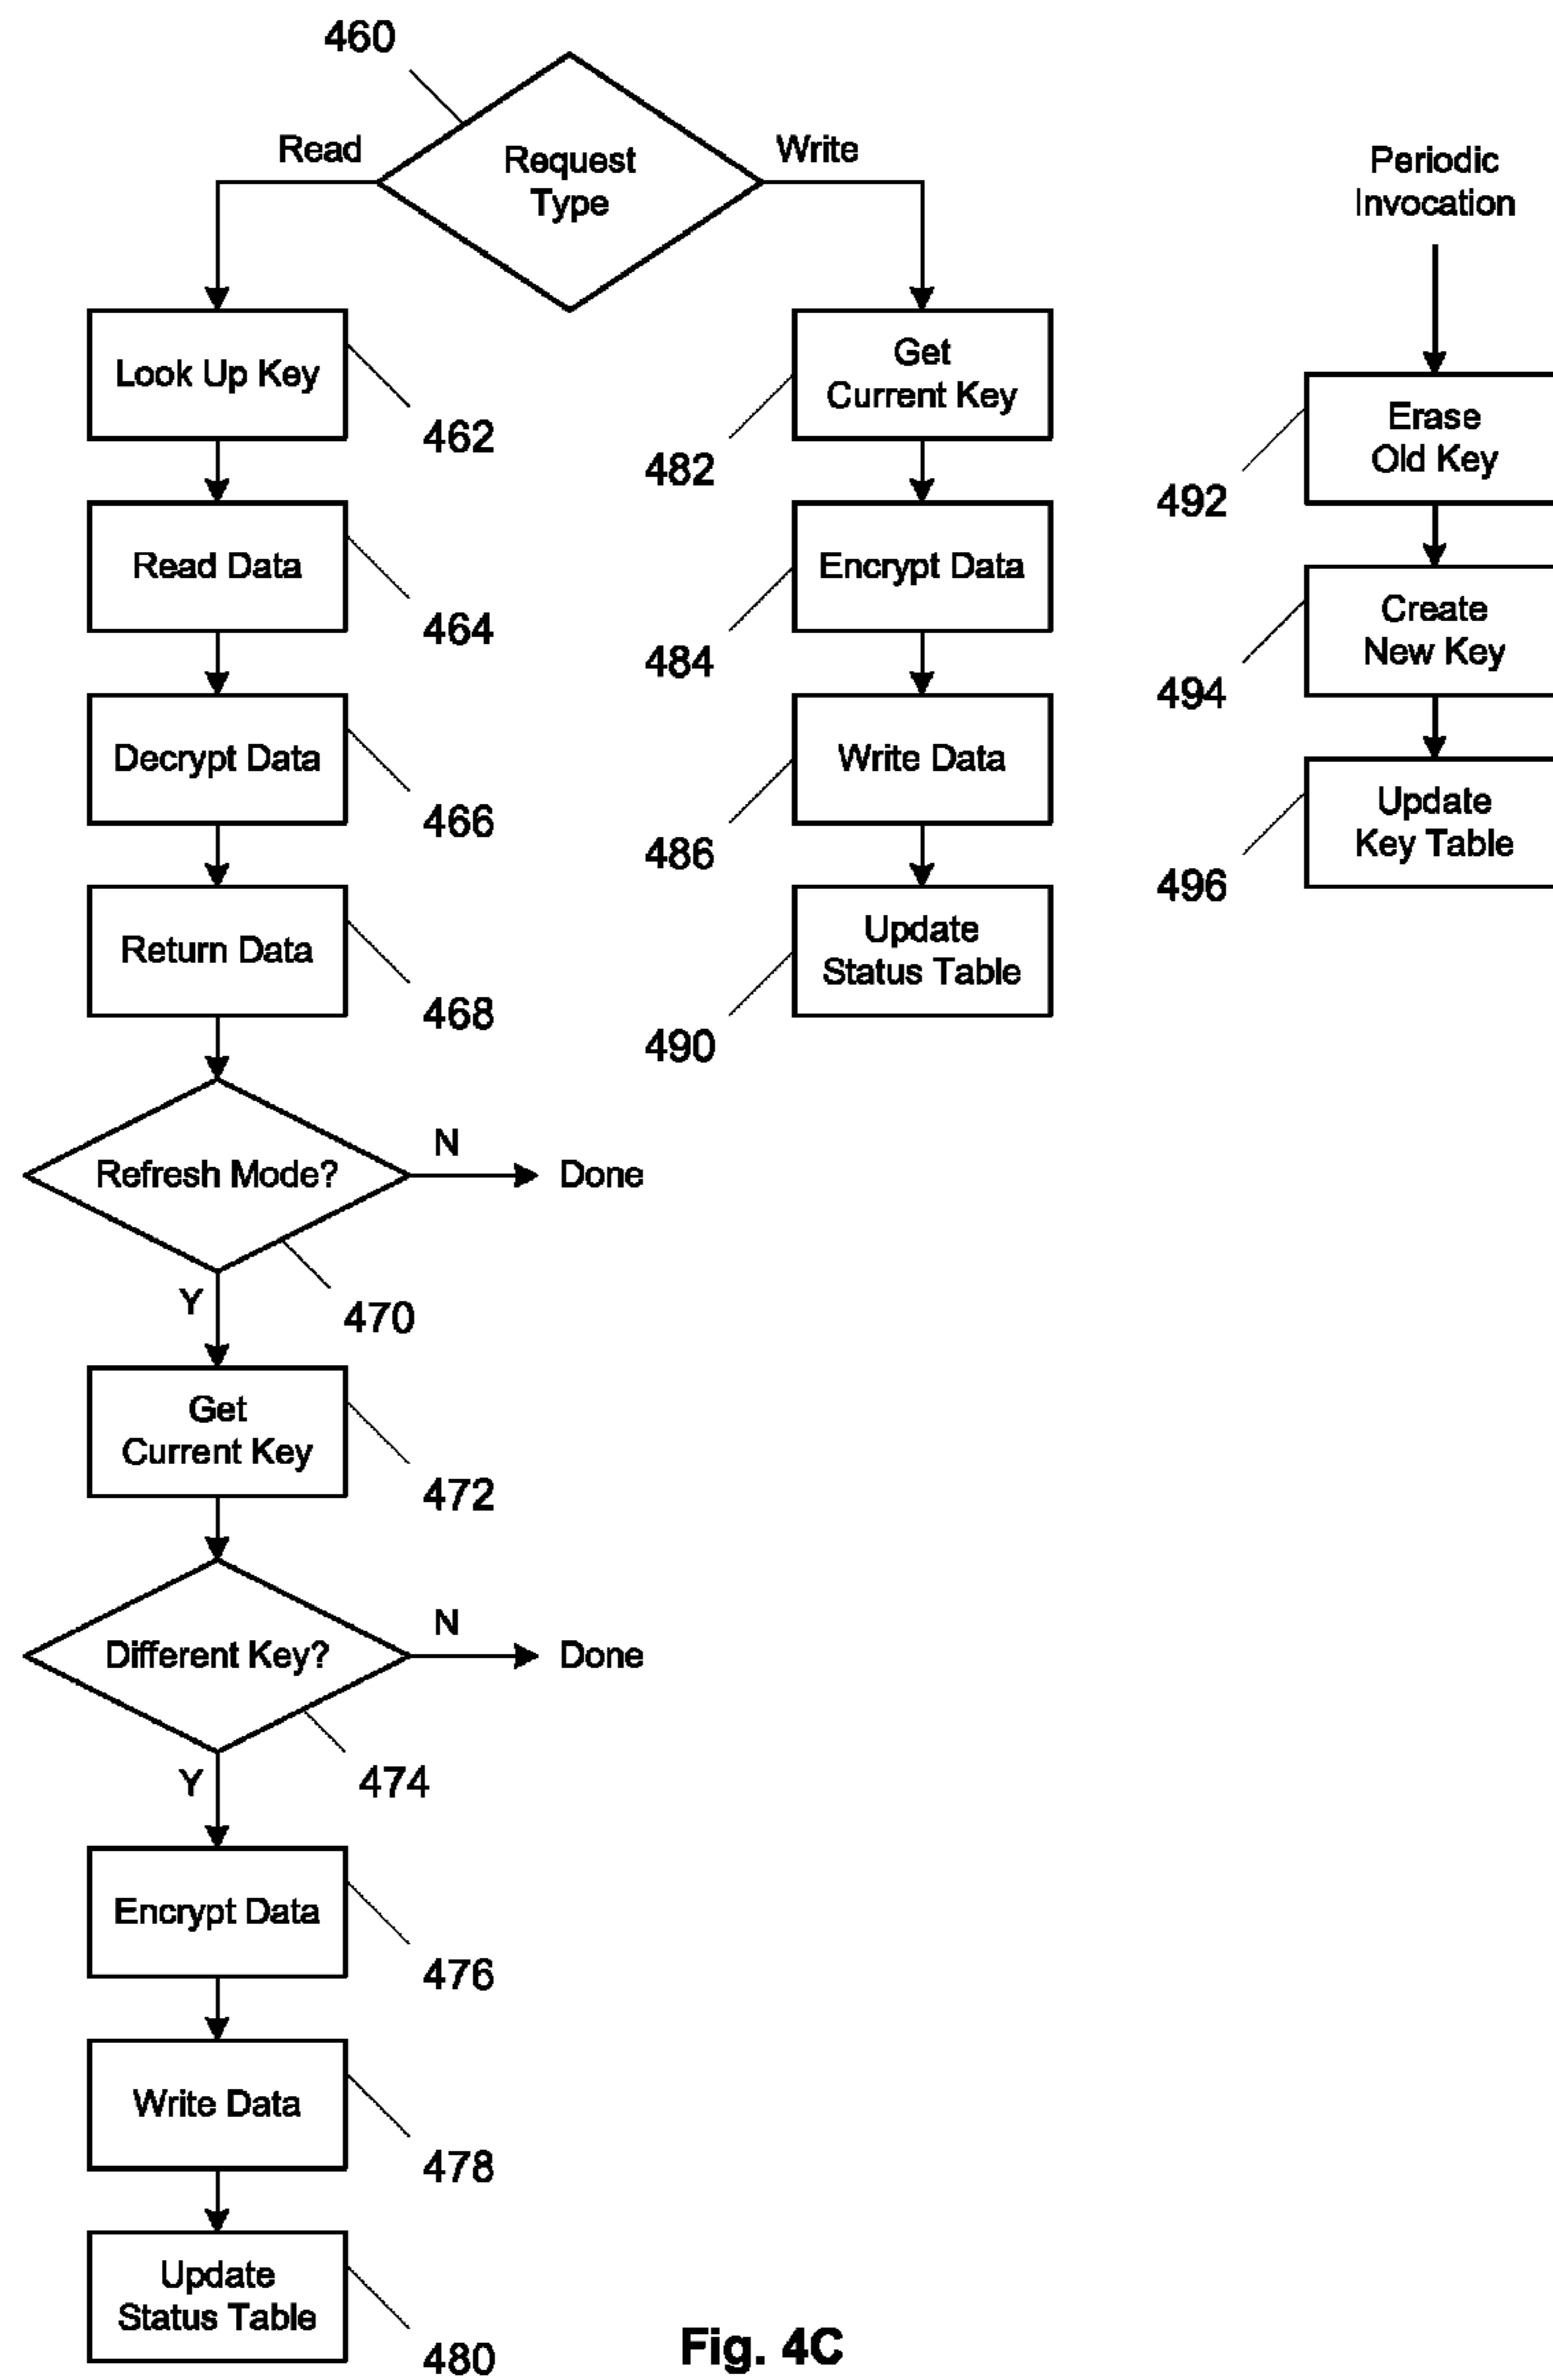 460
Read
Request
Type
Write
Look Up Key
462
Read Data
464
Decrypt Data
466
Return Data
468
Refresh Mode?
N
Done
470
Y
Get
Current Key
472
Different Key?
N
Done
474
Y
Encrypt Data
476
Write Data
478
Update
Status Table
480
Get
Current Key
482
Encrypt Data
484
Write Data
486
Update
Status Table
490
Periodic
Invocation
Erase
Old Key
492
Create
New Key
494
Update
Key Table
496
Fig. 4C